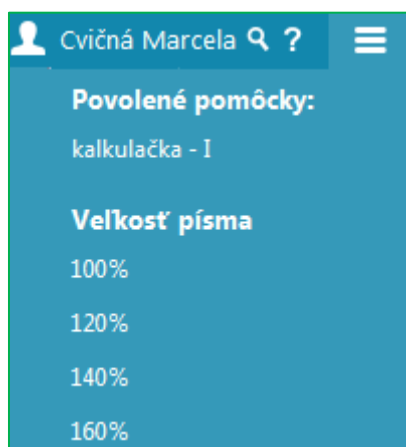 Cvičná Marcela ?
Povolené pomôcky:
kalkulačka - I
Veľkosť písma
100%
120%
140%
160%